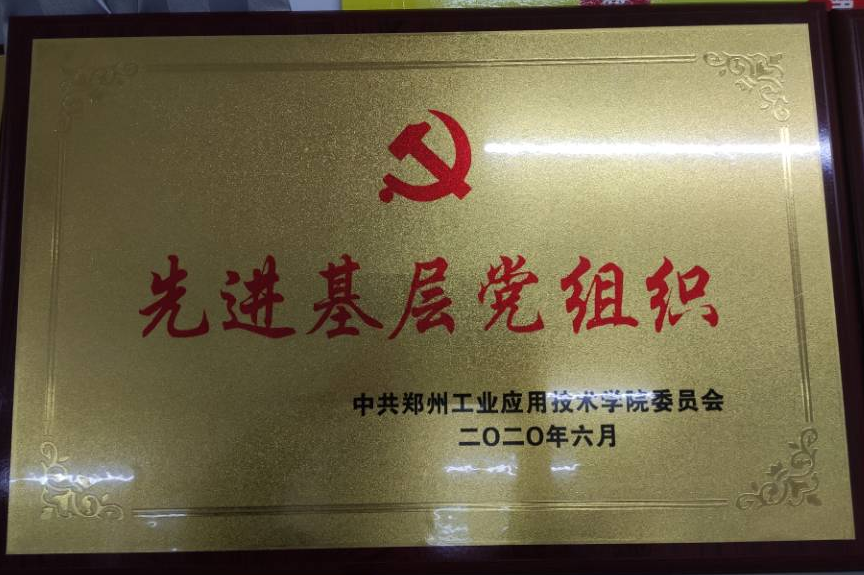 先进基层党组织
中共郑州工业应用技术学院委员会
二〇二〇年六月